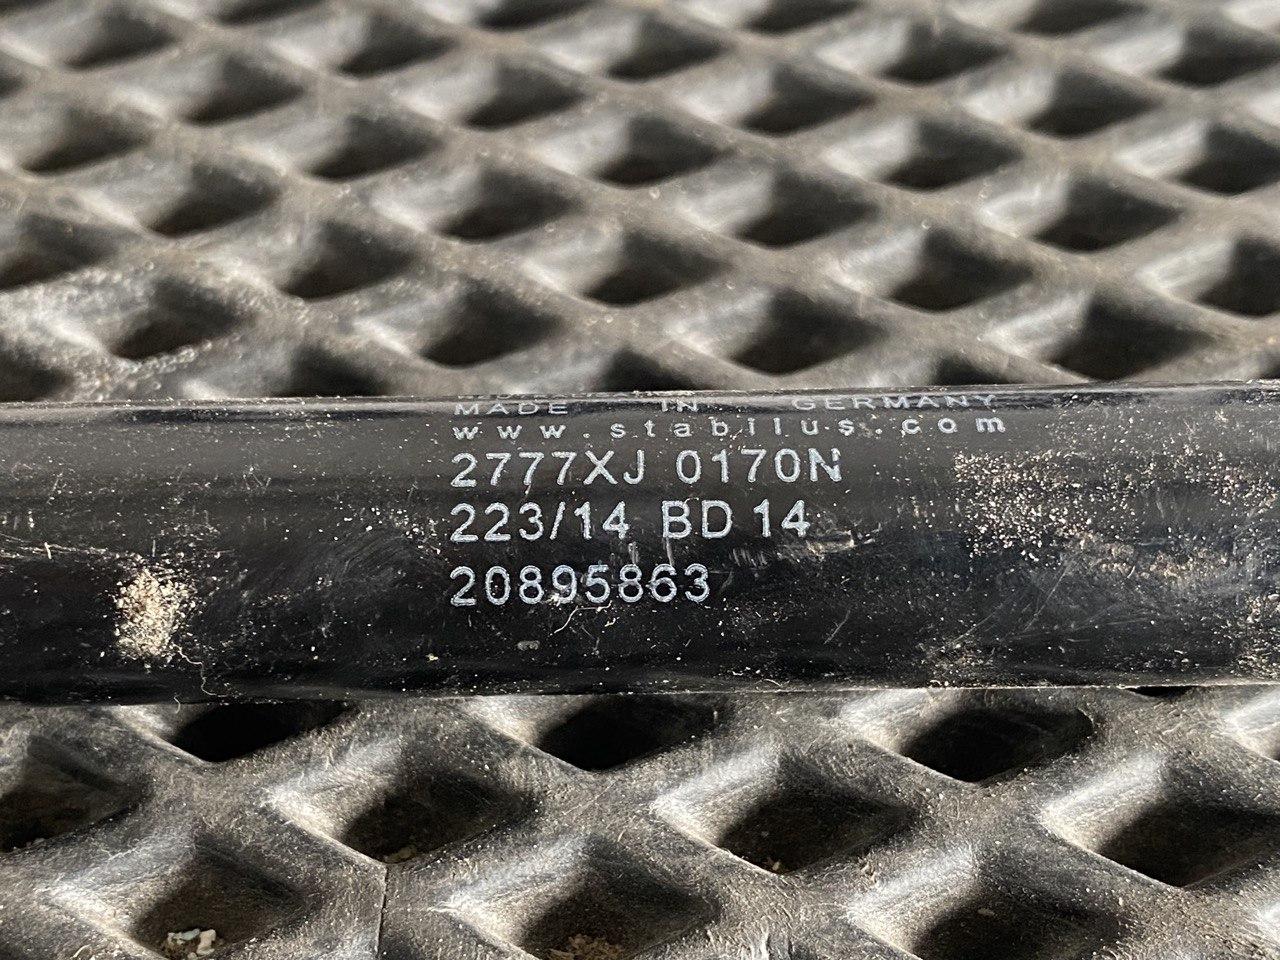 MADE IN GERMANY
www.stabilus.com
2777XJ 0170N
223/14 BD 14
20895863